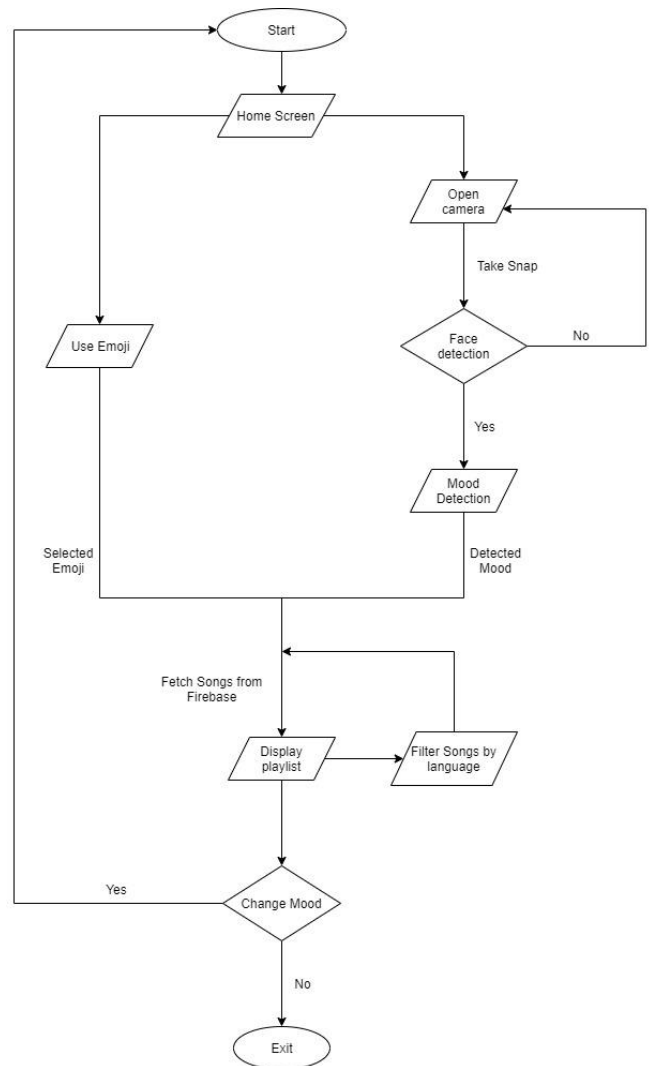 Start
Home Screen
Open
camera
Take Snap
Use Emoji
Face
detection
No
Yes
Mood
Detection
Selected
Emoji
Detected
Mood
Fetch Songs from
Firebase
Display
playlist
Filter Songs by
language
Yes
Change Mood
No
Exit